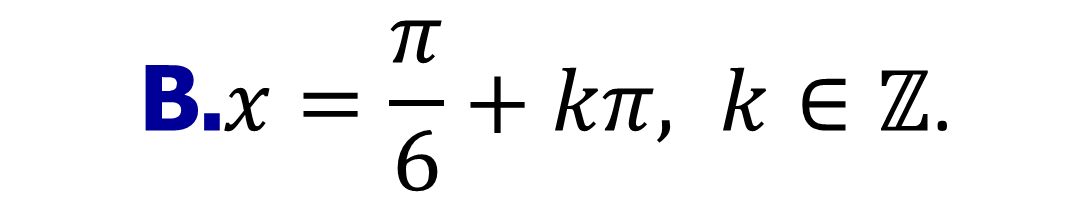 B. x = π/6 + kπ, k ∈ ℤ.